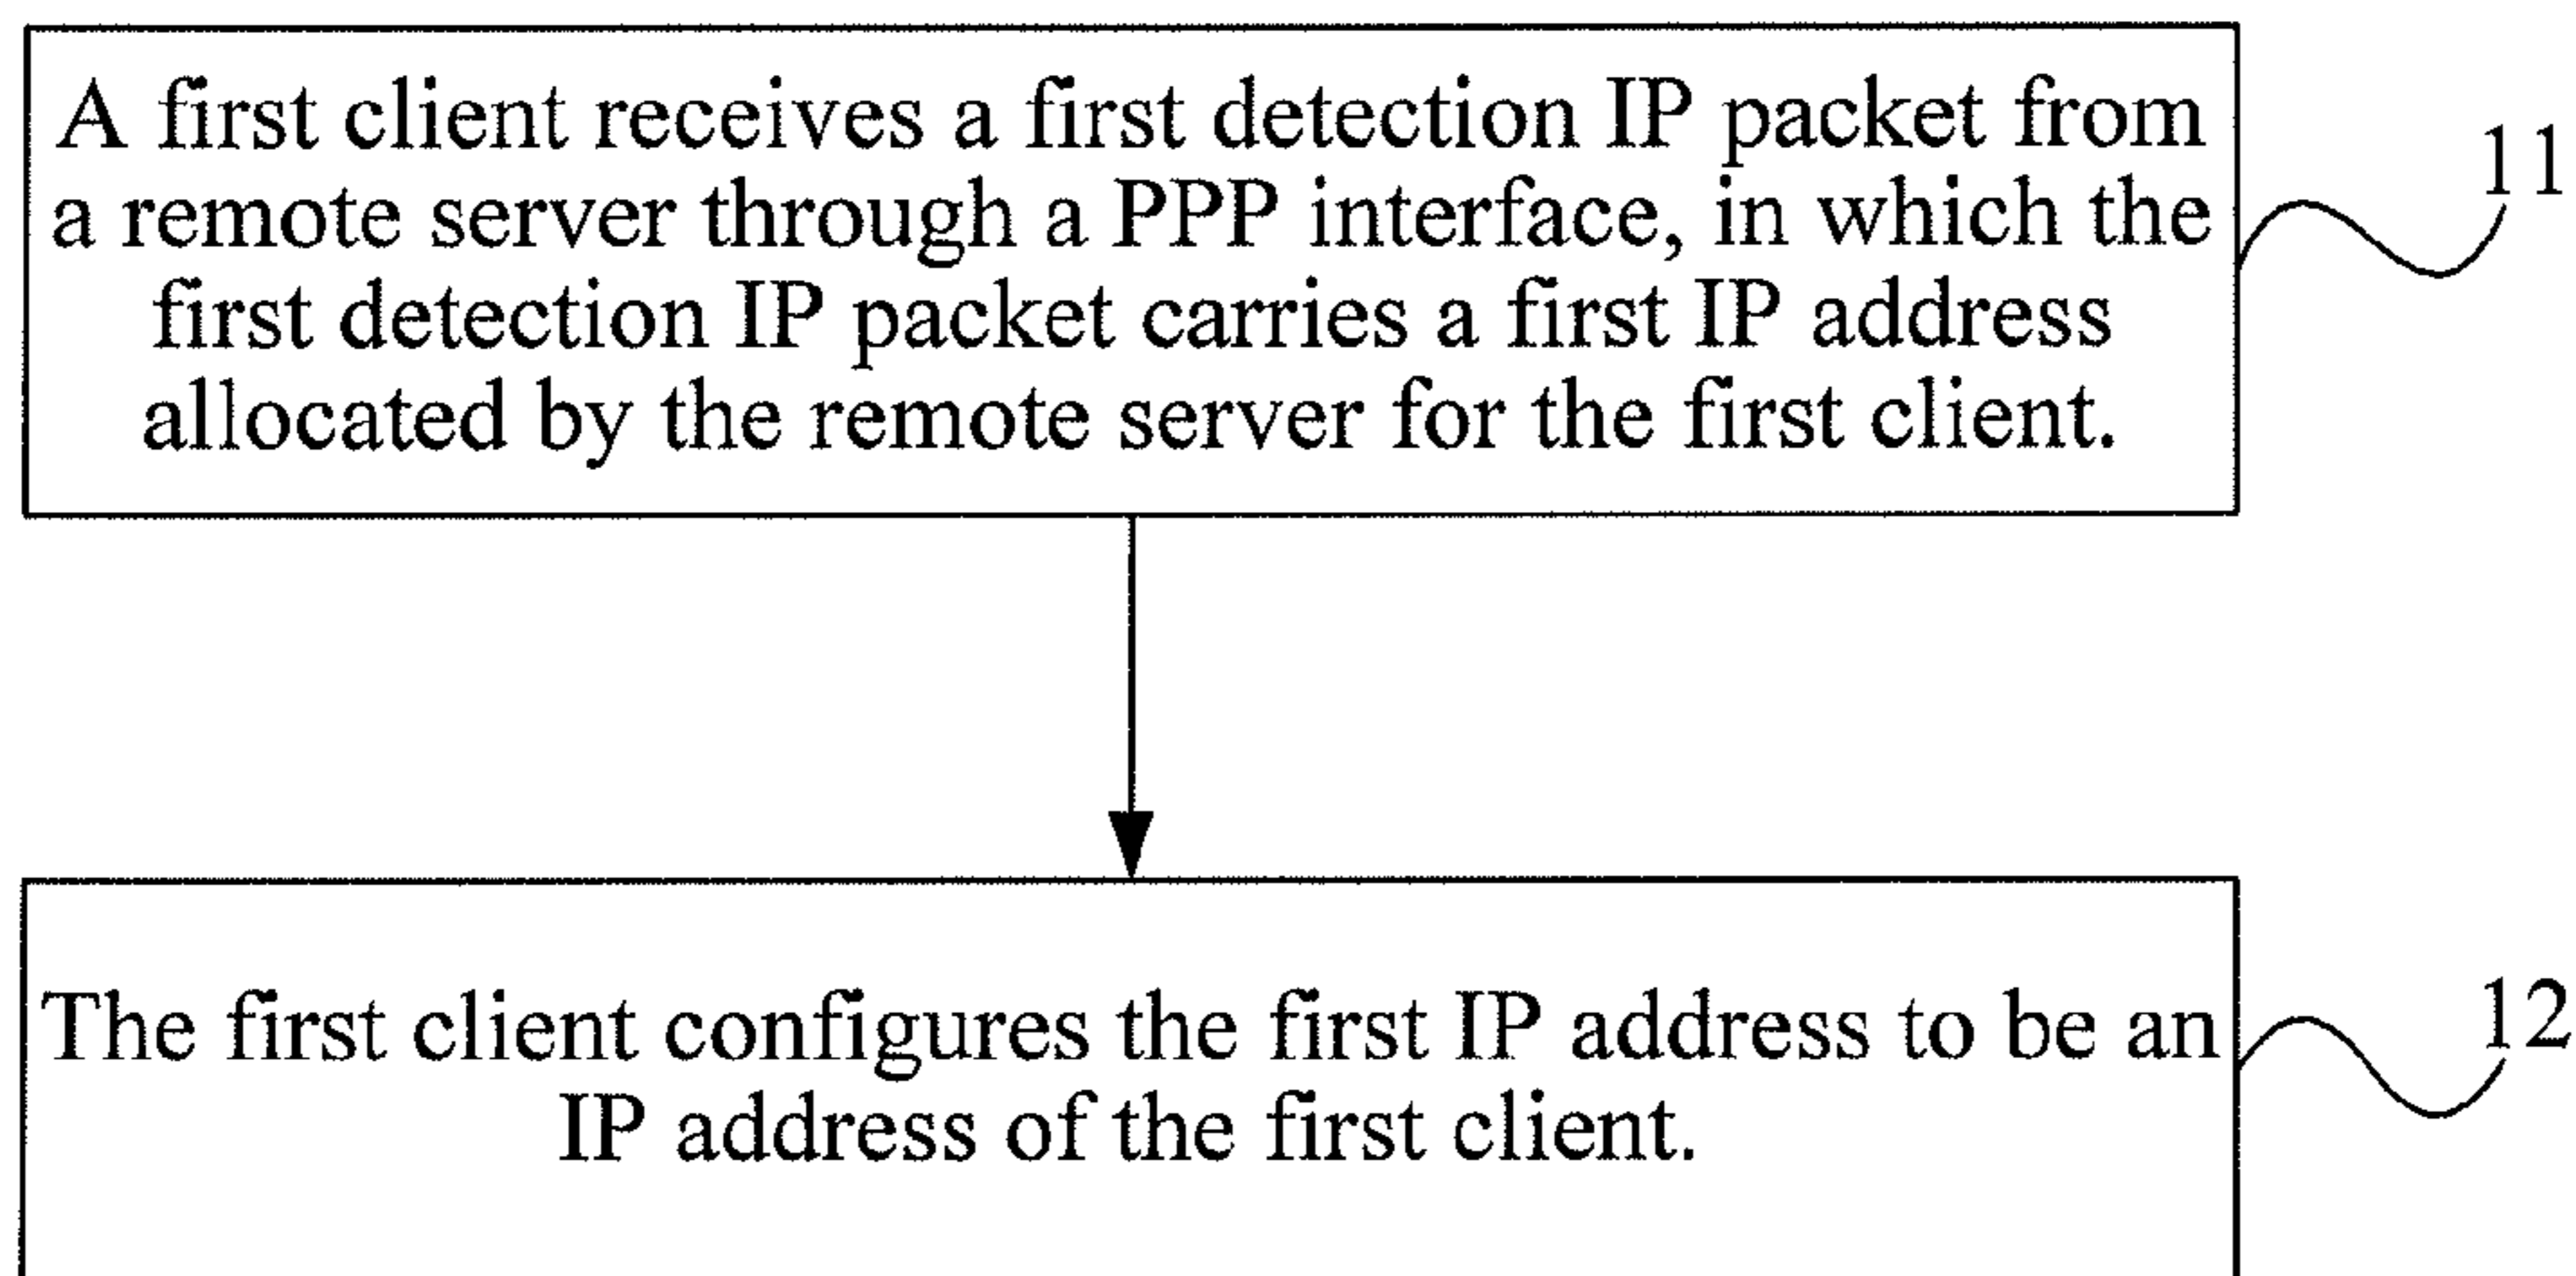 A first client receives a first detection IP packet from
a remote server through a PPP interface, in which the
first detection IP packet carries a first IP address
allocated by the remote server for the first client.
11
The first client configures the first IP address to be an
IP address of the first client.
12